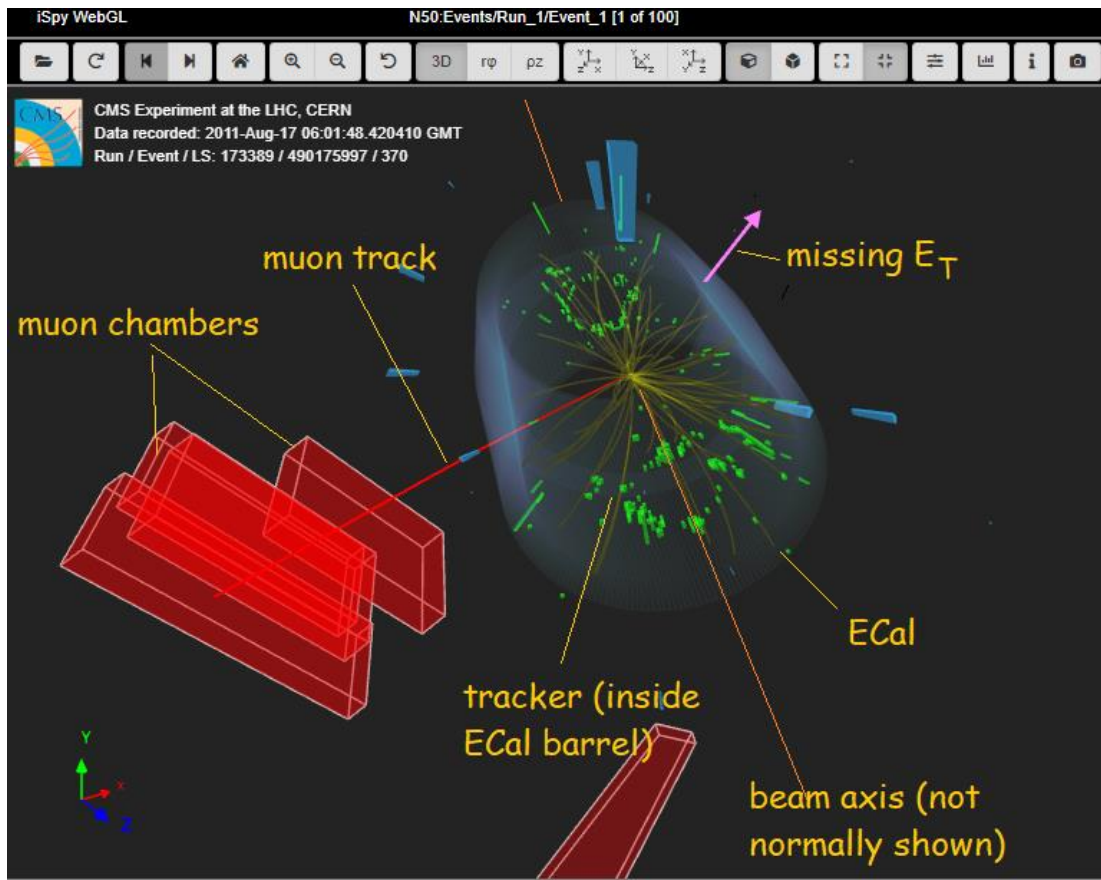 iSpy WebGL
N50:Events/Run_1/Event_1 [1 of 100]
3D
rφ
ρz
CMS
CMS Experiment at the LHC, CERN
Data recorded: 2011-Aug-17 06:01:48.420410 GMT
Run / Event / LS: 173389 / 490175997 / 370
muon track
missing E_T
muon chambers
ECal
tracker (inside
ECal barrel)
beam axis (not
normally shown)
Y
x
Z